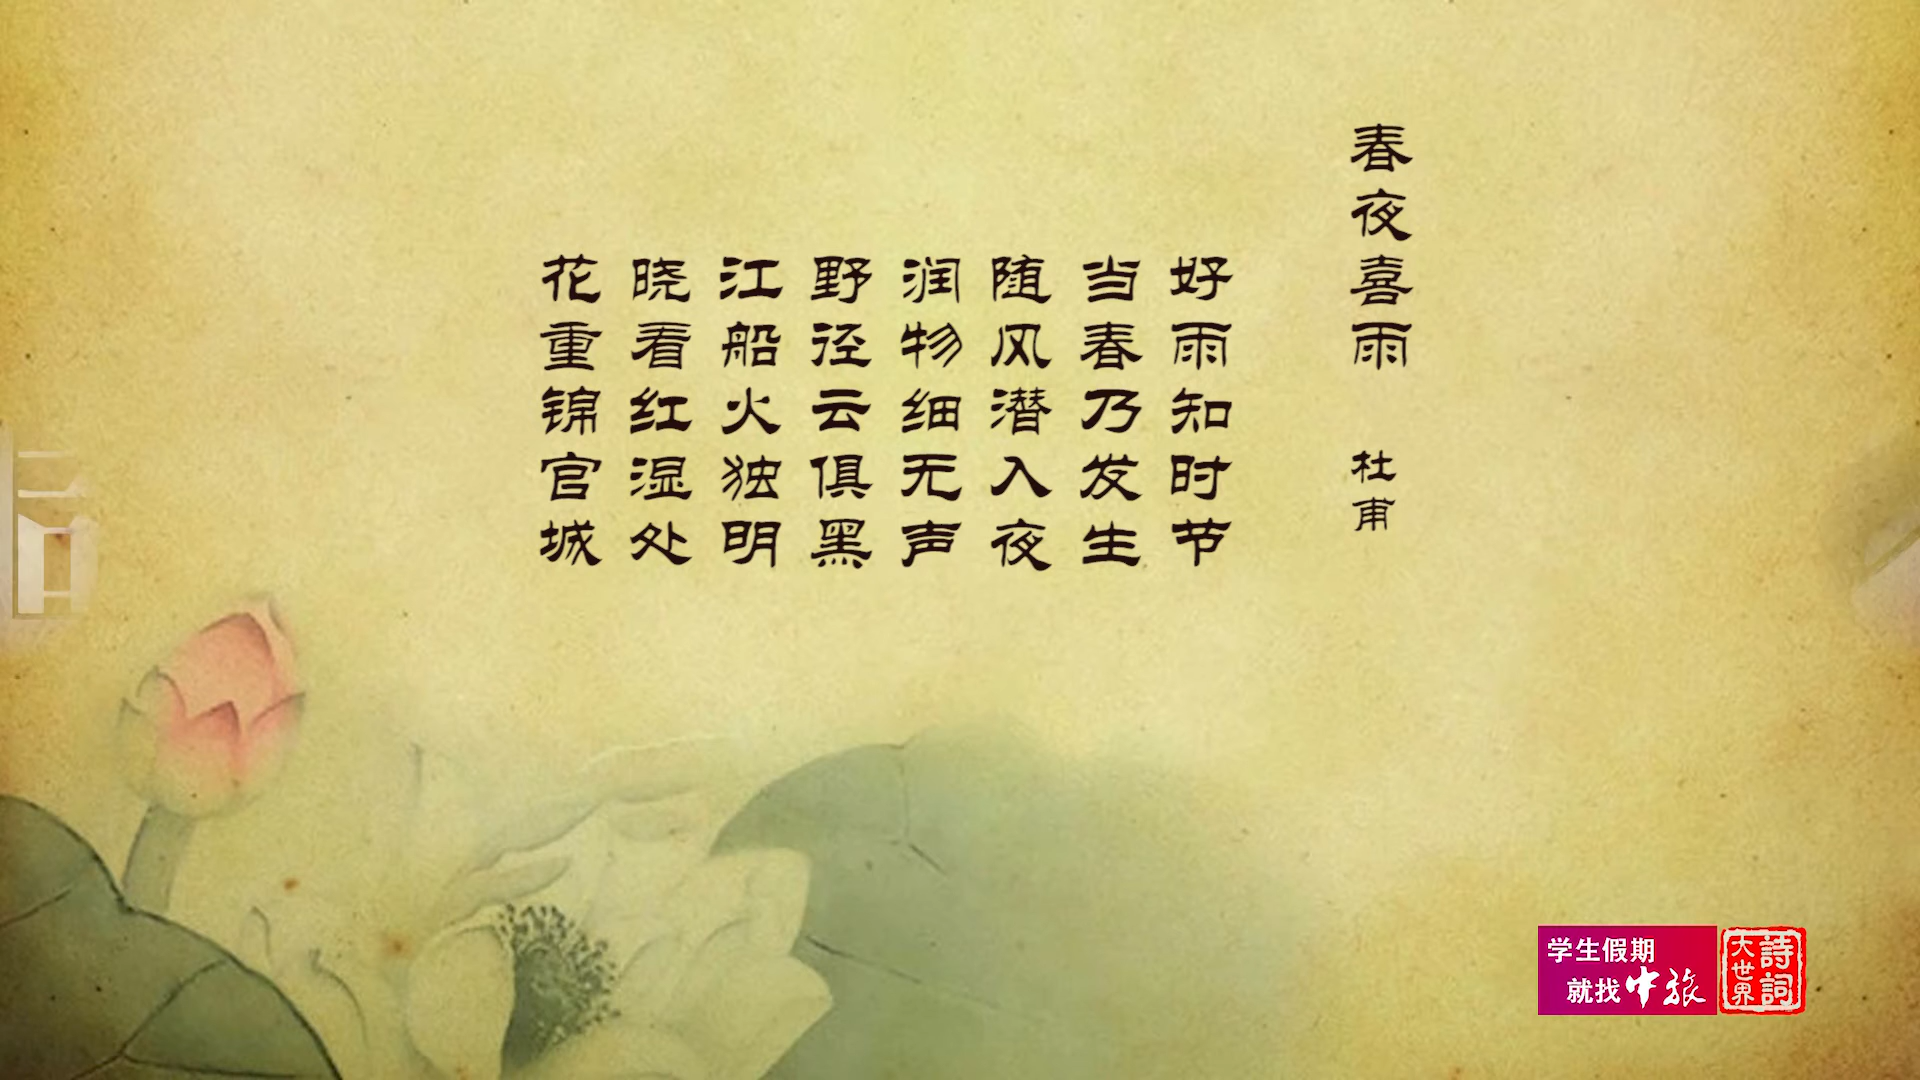 春夜喜雨
杜甫
好雨知时节
当春乃发生
随风潜入夜
润物细无声
野径云俱黑
江船火独明
晓看红湿处
花重锦官城
学生假期
就找中旅
詩詞
大世界